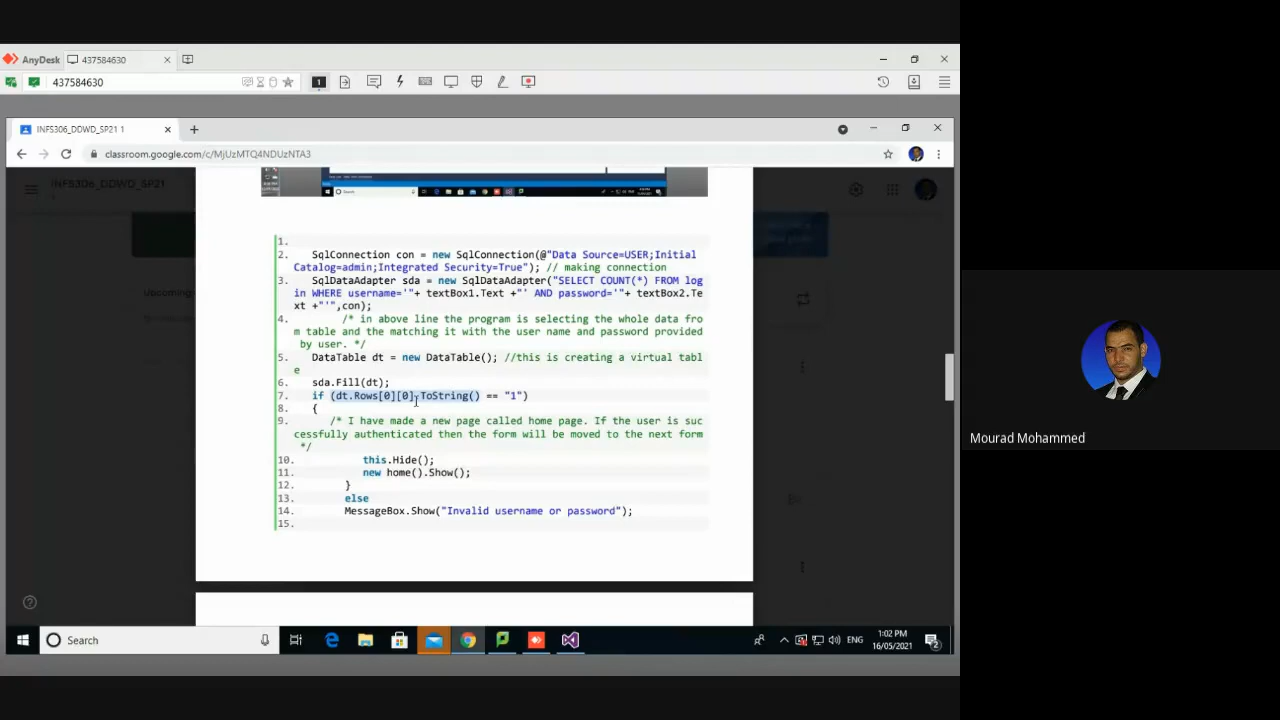 AnyDesk
437584630
437584630
1
INFS306_DDWD_SP21 1
classroom.google.com/c/MjUzMTQ4NDUzNTA3
INFS306_DDWD_SP21
Search
1.
2. SqlConnection con = new SqlConnection(@"Data Source=USER;Initial
Catalog=admin;Integrated Security=True"); // making connection
3. SqlDataAdapter sda = new SqlDataAdapter("SELECT COUNT(*) FROM log
in WHERE username='"+ textBox1.Text +"' AND password='"+ textBox2.Te
xt +"'",con);
4. /* in above line the program is selecting the whole data fro
m table and the matching it with the user name and password provided
by user. */
5. DataTable dt = new DataTable(); //this is creating a virtual tabl
e
6. sda.Fill(dt);
7. if (dt.Rows[0][0].ToString() == "1")
8. {
9. /* I have made a new page called home page. If the user is suc
cessfully authenticated then the form will be moved to the next form
*/
10. this.Hide();
11. new home().Show();
12. }
13. else
14. MessageBox.Show("Invalid username or password");
15.
Search
ENG
1:02 PM
16/05/2021
2
Mourad Mohammed